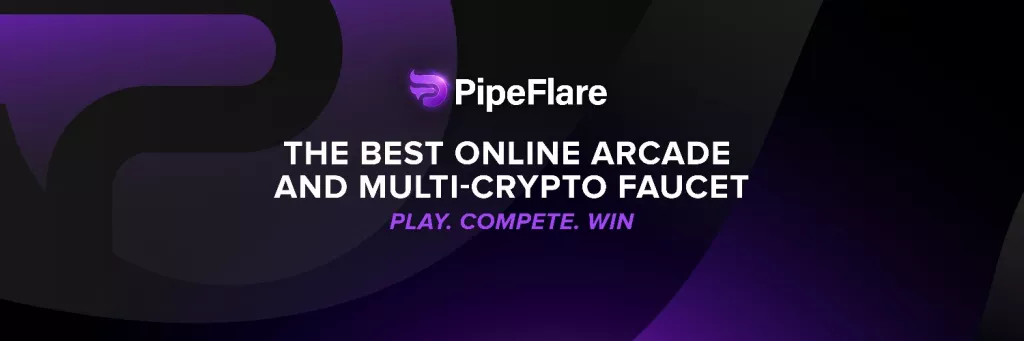 PipeFlare
THE BEST ONLINE ARCADE
AND MULTI-CRYPTO FAUCET
PLAY. COMPETE. WIN